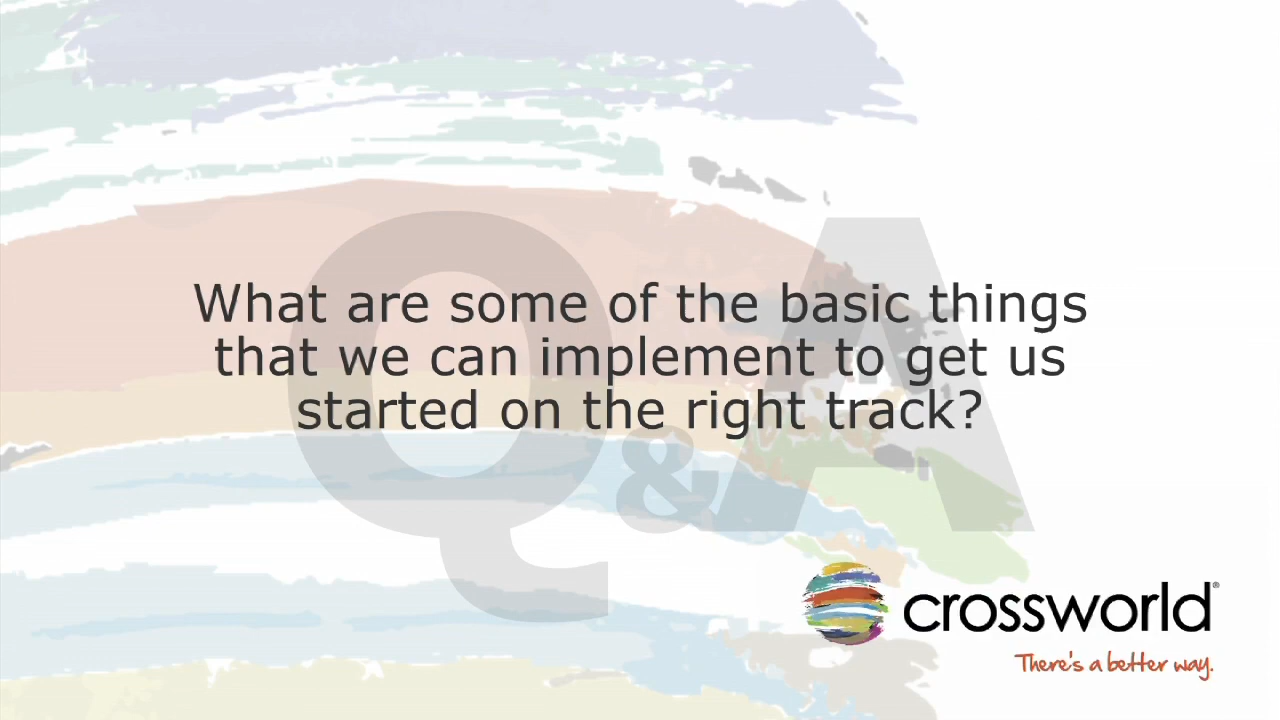 Q&A
What are some of the basic things
that we can implement to get us
started on the right track?
crossworld®
There's a better way.